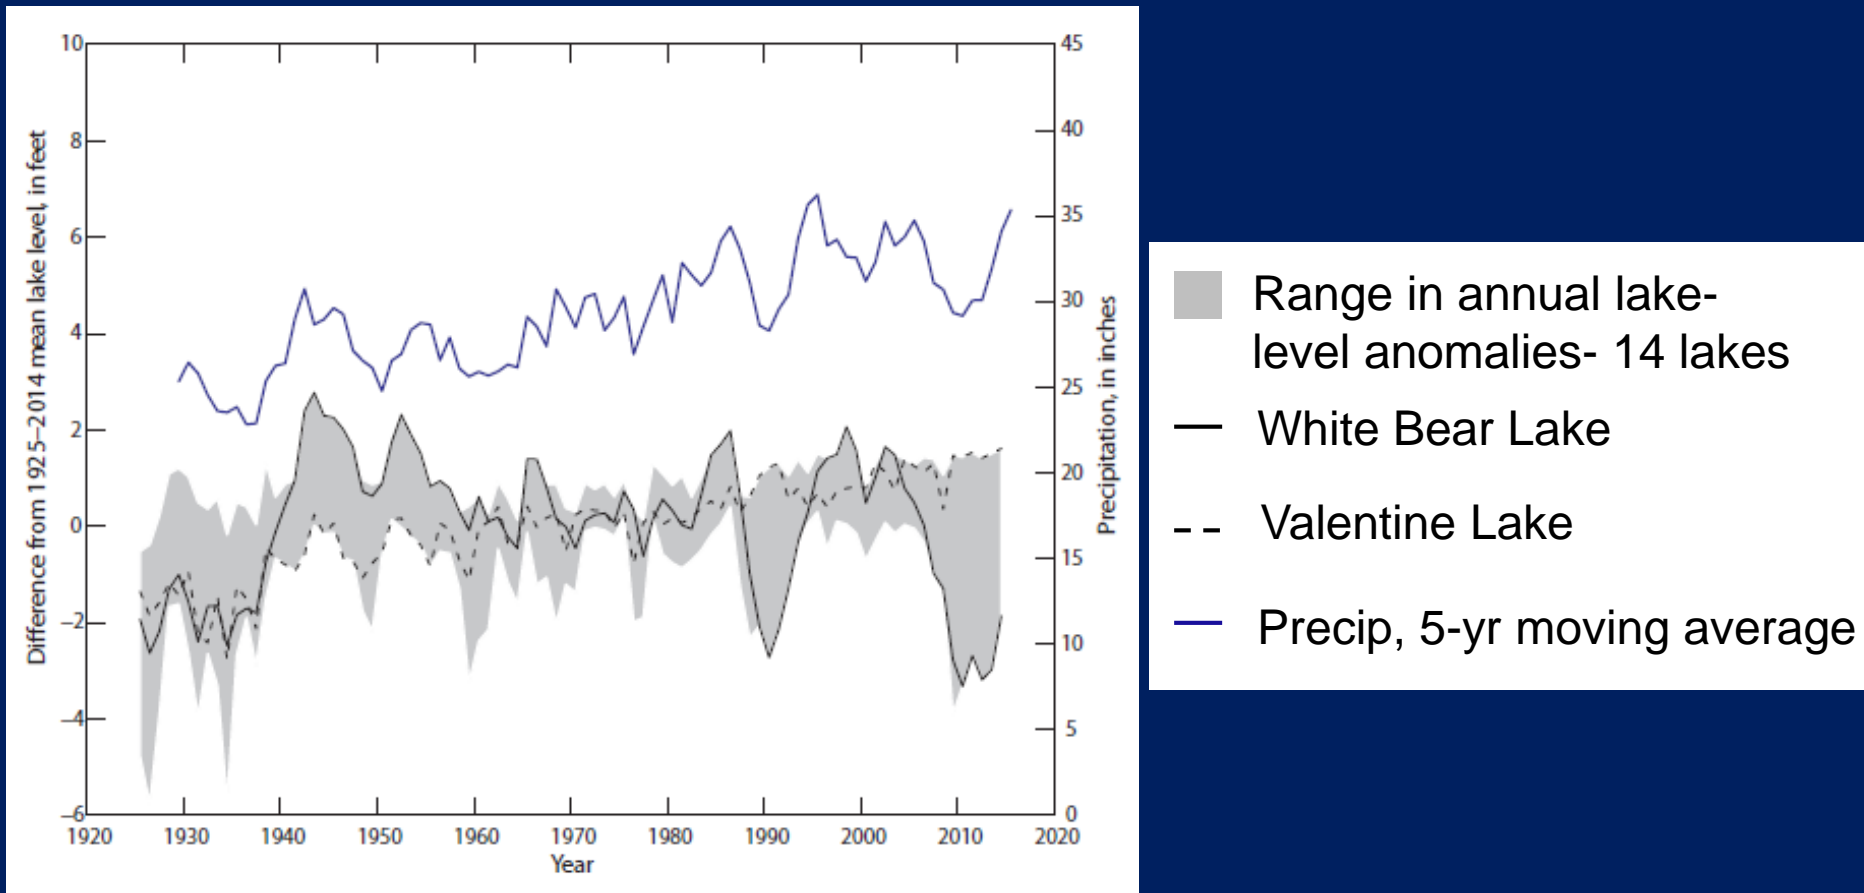 10
8
6
4
2
0
–2
–4
–6
Difference from 1925–2014 mean lake level, in feet
45
40
35
30
25
20
15
10
5
0
Precipitation, in inches
1920 1930 1940 1950 1960 1970 1980 1990 2000 2010 2020
Year
Range in annual lake-
level anomalies- 14 lakes
White Bear Lake
Valentine Lake
Precip, 5-yr moving average